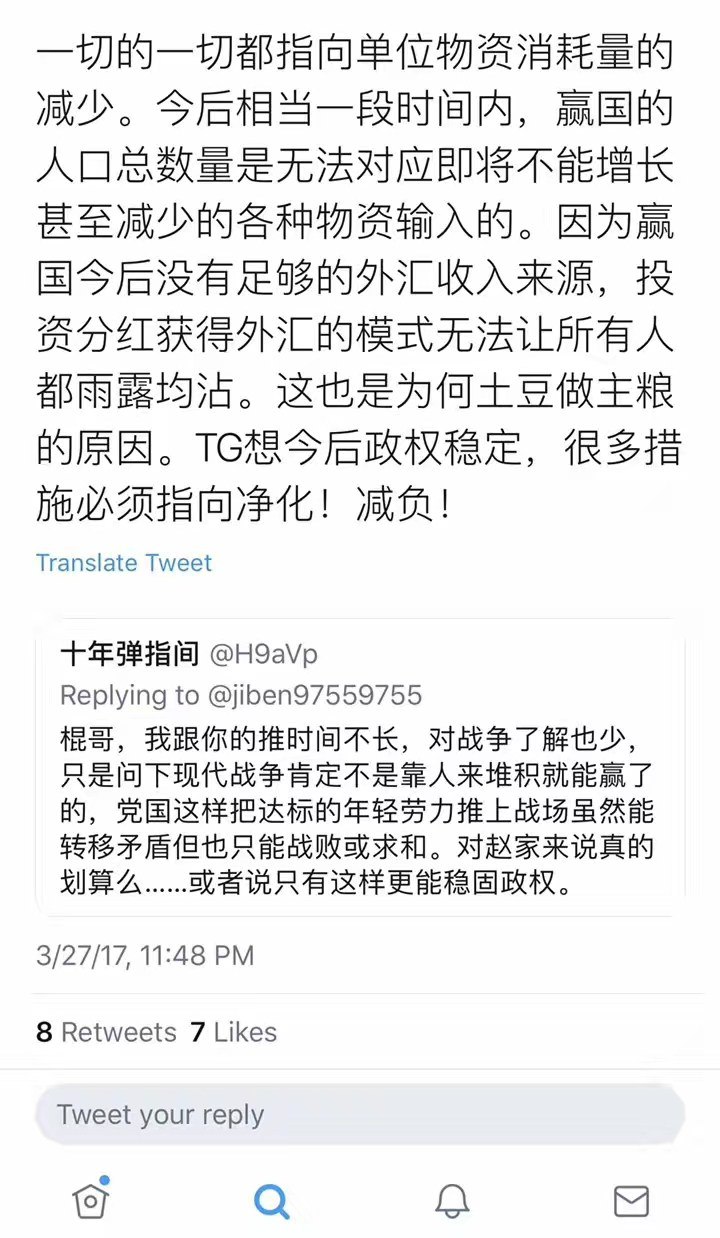 一切的一切都指向单位物资消耗量的
减少。今后相当一段时间内，赢国的
人口总数量是无法对应即将不能增长
甚至减少的各种物资输入的。因为赢
国今后没有足够的外汇收入来源，投
资分红获得外汇的模式无法让所有人
都雨露均沾。这也是为何土豆做主粮
的原因。TG想今后政权稳定，很多措
施必须指向净化！减负！
Translate Tweet
十年弹指间 @H9aVp
Replying to @jiben97559755
棍哥，我跟你的推时间不长，对战争了解也少，
只是问下现代战争肯定不是靠人来堆积就能赢了
的，党国这样把达标的年轻劳力推上战场虽然能
转移矛盾但也只能战败或求和。对赵家来说真的
划算么……或者说只有这样更能稳固政权。
3/27/17, 11:48 PM
8 Retweets 7 Likes
Tweet your reply